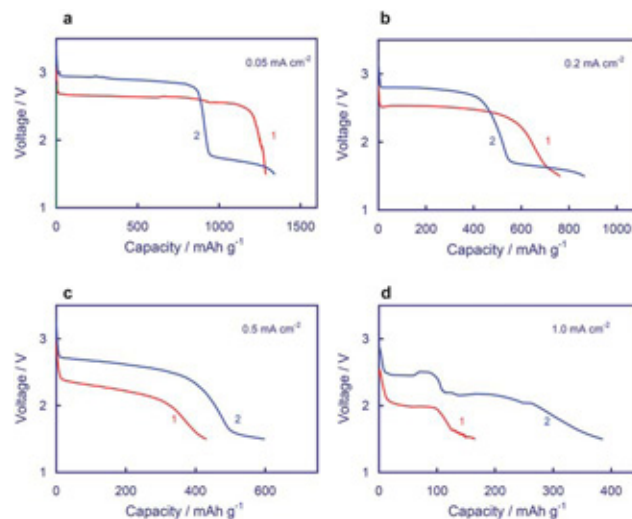 a
0.05 mA cm⁻²
3
2
1
Voltage / V
2
1
0
500
1000
1500
Capacity / mAh g⁻¹
b
0.2 mA cm⁻²
3
2
1
Voltage / V
2
1
0
200
400
600
800
1000
Capacity / mAh g⁻¹
c
0.5 mA cm⁻²
3
2
1
Voltage / V
1
2
0
200
400
600
Capacity / mAh g⁻¹
d
1.0 mA cm⁻²
3
2
1
Voltage / V
1
2
0
100
200
300
400
Capacity / mAh g⁻¹